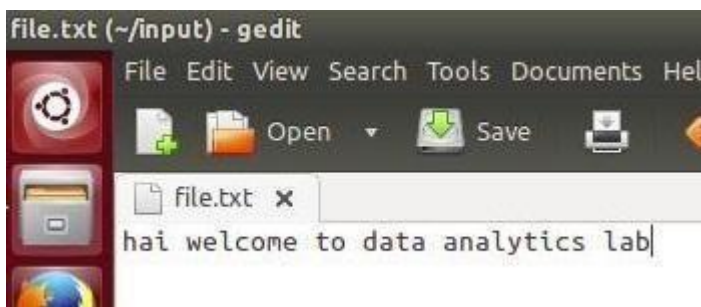 file.txt (~/input) - gedit
File Edit View Search Tools Documents
Open Save
file.txt
hai welcome to data analytics lab